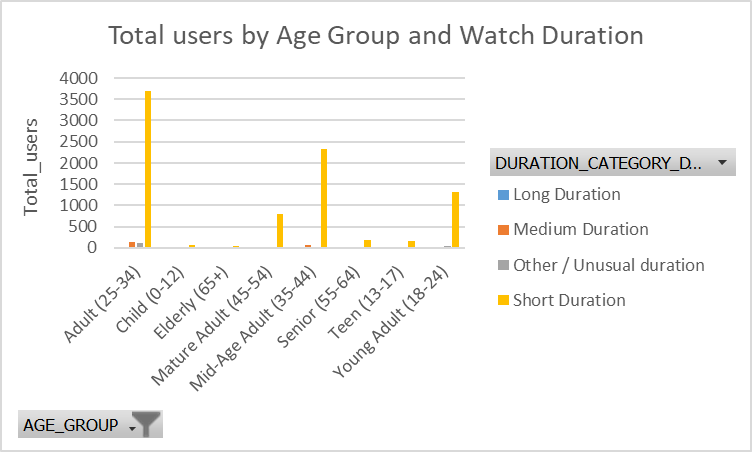 Total users by Age Group and Watch Duration
Total_users
4000
3500
3000
2500
2000
1500
1000
500
0
Adult (25-34)
Child (0-12)
Elderly (65+)
Mature Adult (45-54)
Mid-Age Adult (35-44)
Senior (55-64)
Teen (13-17)
Young Adult (18-24)
DURATION_CATEGORY_D...
Long Duration
Medium Duration
Other / Unusual duration
Short Duration
AGE_GROUP